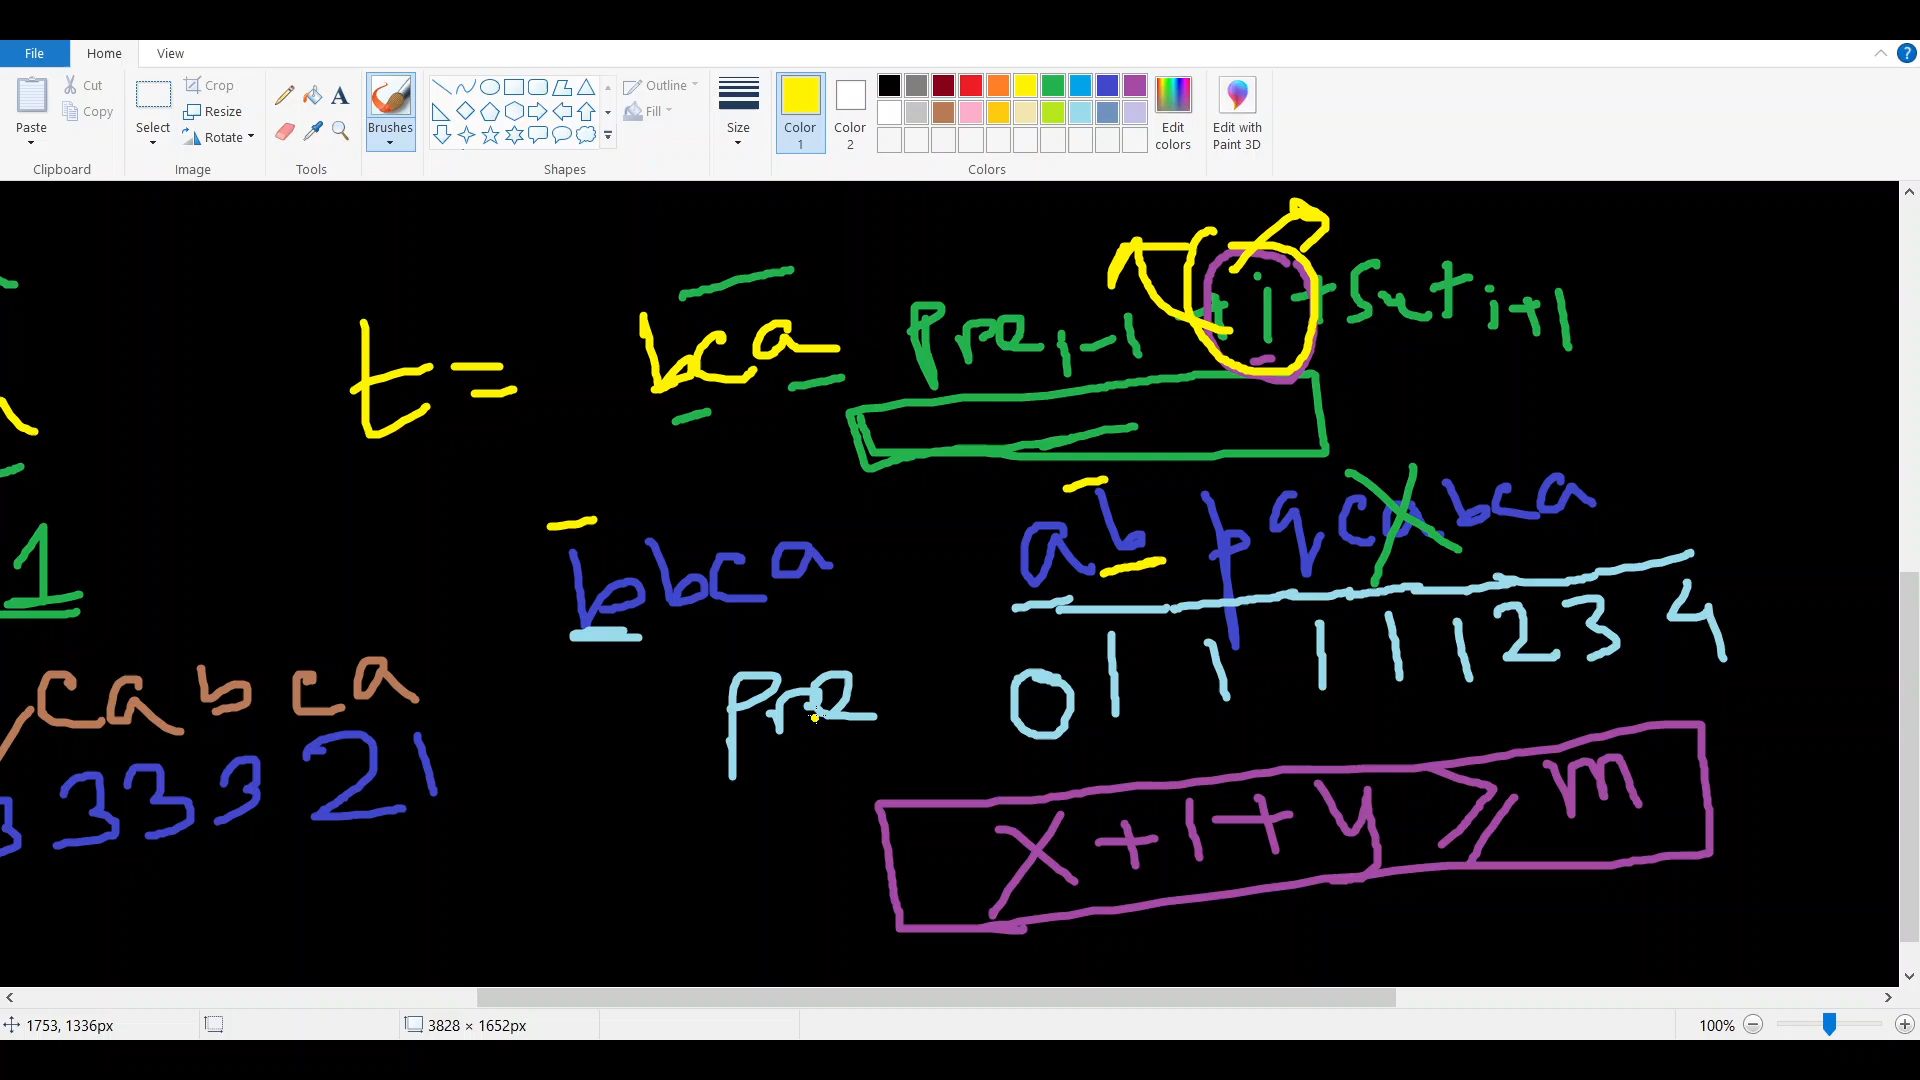 File Home View
Paste Cut Copy Clipboard
Select Crop Resize Rotate Image
A Tools
Brushes
Outline Fill Shapes
Size
Color 1 Color 2 Edit colors Colors
Edit with Paint 3D
t = bca pre i-1 + i + suf i+1
bbca ab pqcabca
1
cabca
pre 0 1 1 1 1 1 2 3 4
3 3 3 3 2 1
x + 1 + y ≥ m
1753, 1336px 3828 × 1652px 100%